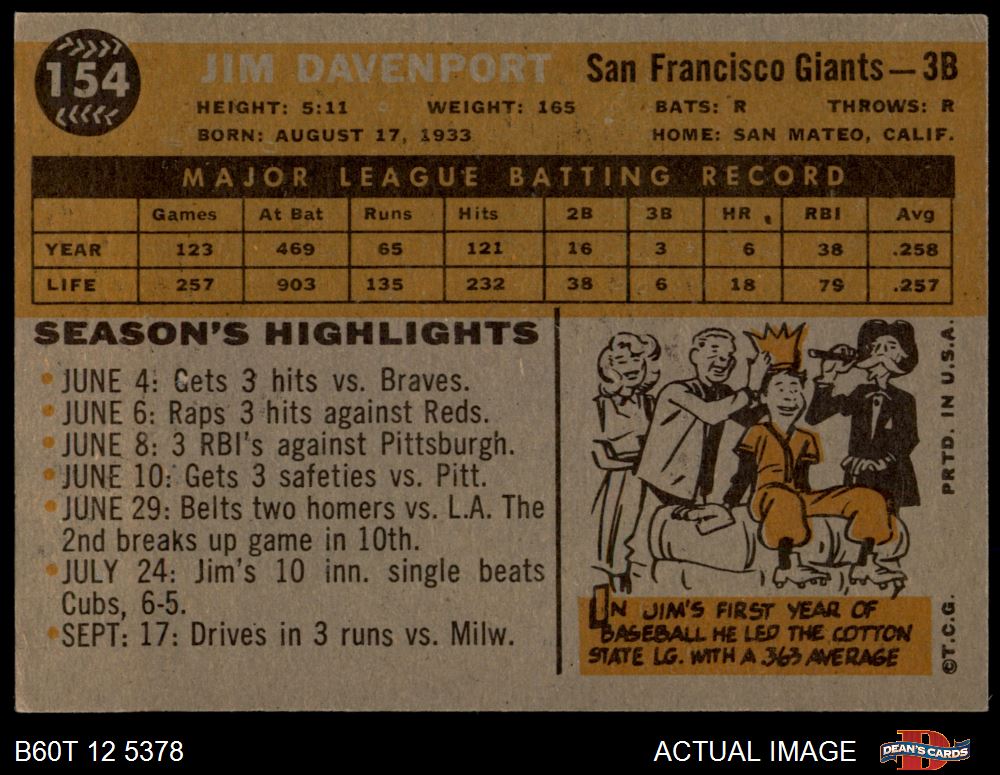 154
JIM DAVENPORT
San Francisco Giants — 3B
HEIGHT: 5:11 WEIGHT: 165 BATS: R THROWS: R
BORN: AUGUST 17, 1933 HOME: SAN MATEO, CALIF.
MAJOR LEAGUE BATTING RECORD
Games At Bat Runs Hits 2B 3B HR RBI Avg
YEAR 123 469 65 121 16 3 6 38 .258
LIFE 257 903 135 232 38 6 18 79 .257
SEASON'S HIGHLIGHTS
• JUNE 4: Gets 3 hits vs. Braves.
• JUNE 6: Raps 3 hits against Reds.
• JUNE 8: 3 RBI's against Pittsburgh.
• JUNE 10: Gets 3 safeties vs. Pitt.
• JUNE 29: Belts two homers vs. L.A. The
2nd breaks up game in 10th.
• JULY 24: Jim's 10 inn. single beats
Cubs, 6-5.
• SEPT: 17: Drives in 3 runs vs. Milw.
IN JIM'S FIRST YEAR OF
BASEBALL HE LED THE COTTON
STATE LG. WITH A .363 AVERAGE
©T.C.G. PRTD. IN U.S.A.
B60T 12 5378
ACTUAL IMAGE
DEAN'S CARDS